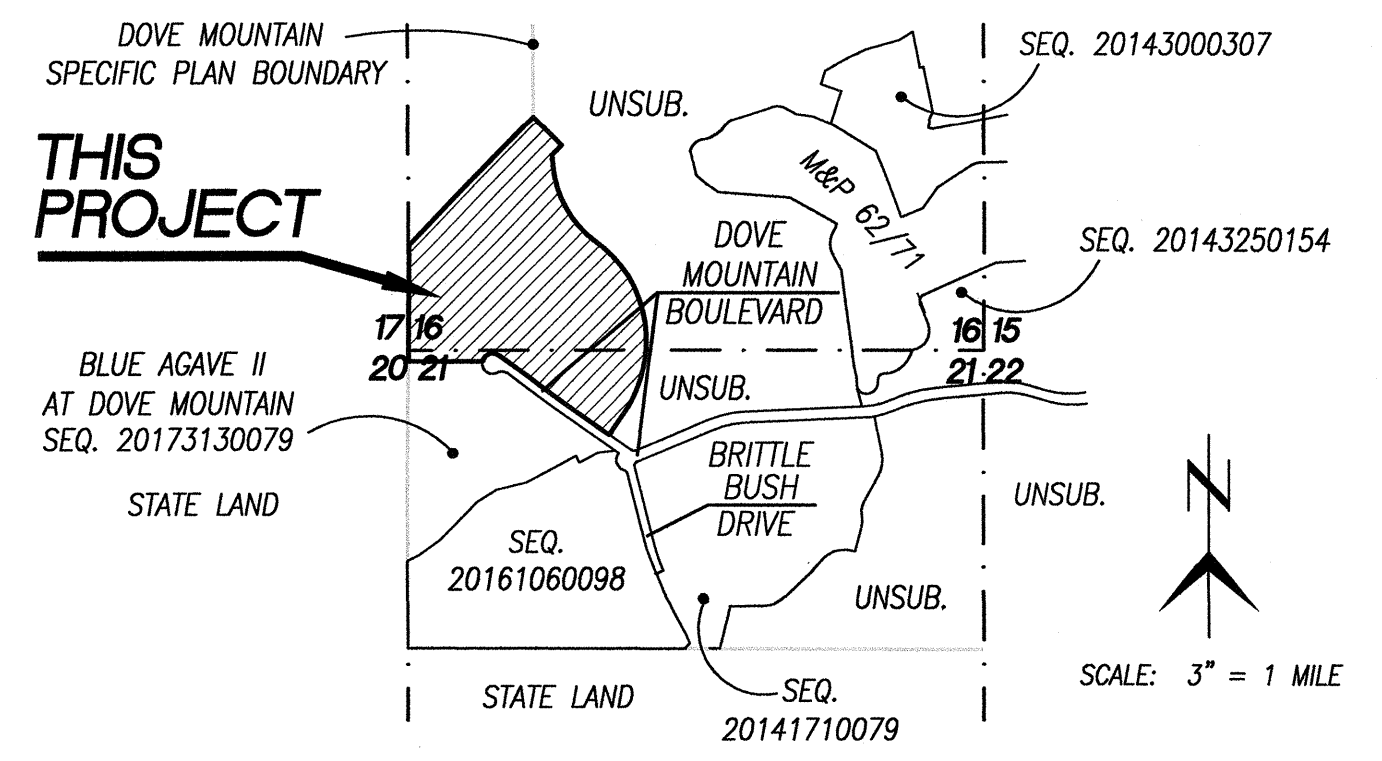 DOVE MOUNTAIN
SPECIFIC PLAN BOUNDARY
SEQ. 20143000307
UNSUB.
THIS
PROJECT
M&P 62/71
DOVE
MOUNTAIN
BOULEVARD
SEQ. 20143250154
17 16
20 21
16 15
21 22
BLUE AGAVE II
AT DOVE MOUNTAIN
SEQ. 20173130079
UNSUB.
STATE LAND
BRITTLE
BUSH
DRIVE
UNSUB.
N
SEQ.
20161060098
UNSUB.
SCALE: 3" = 1 MILE
STATE LAND
SEQ.
20141710079